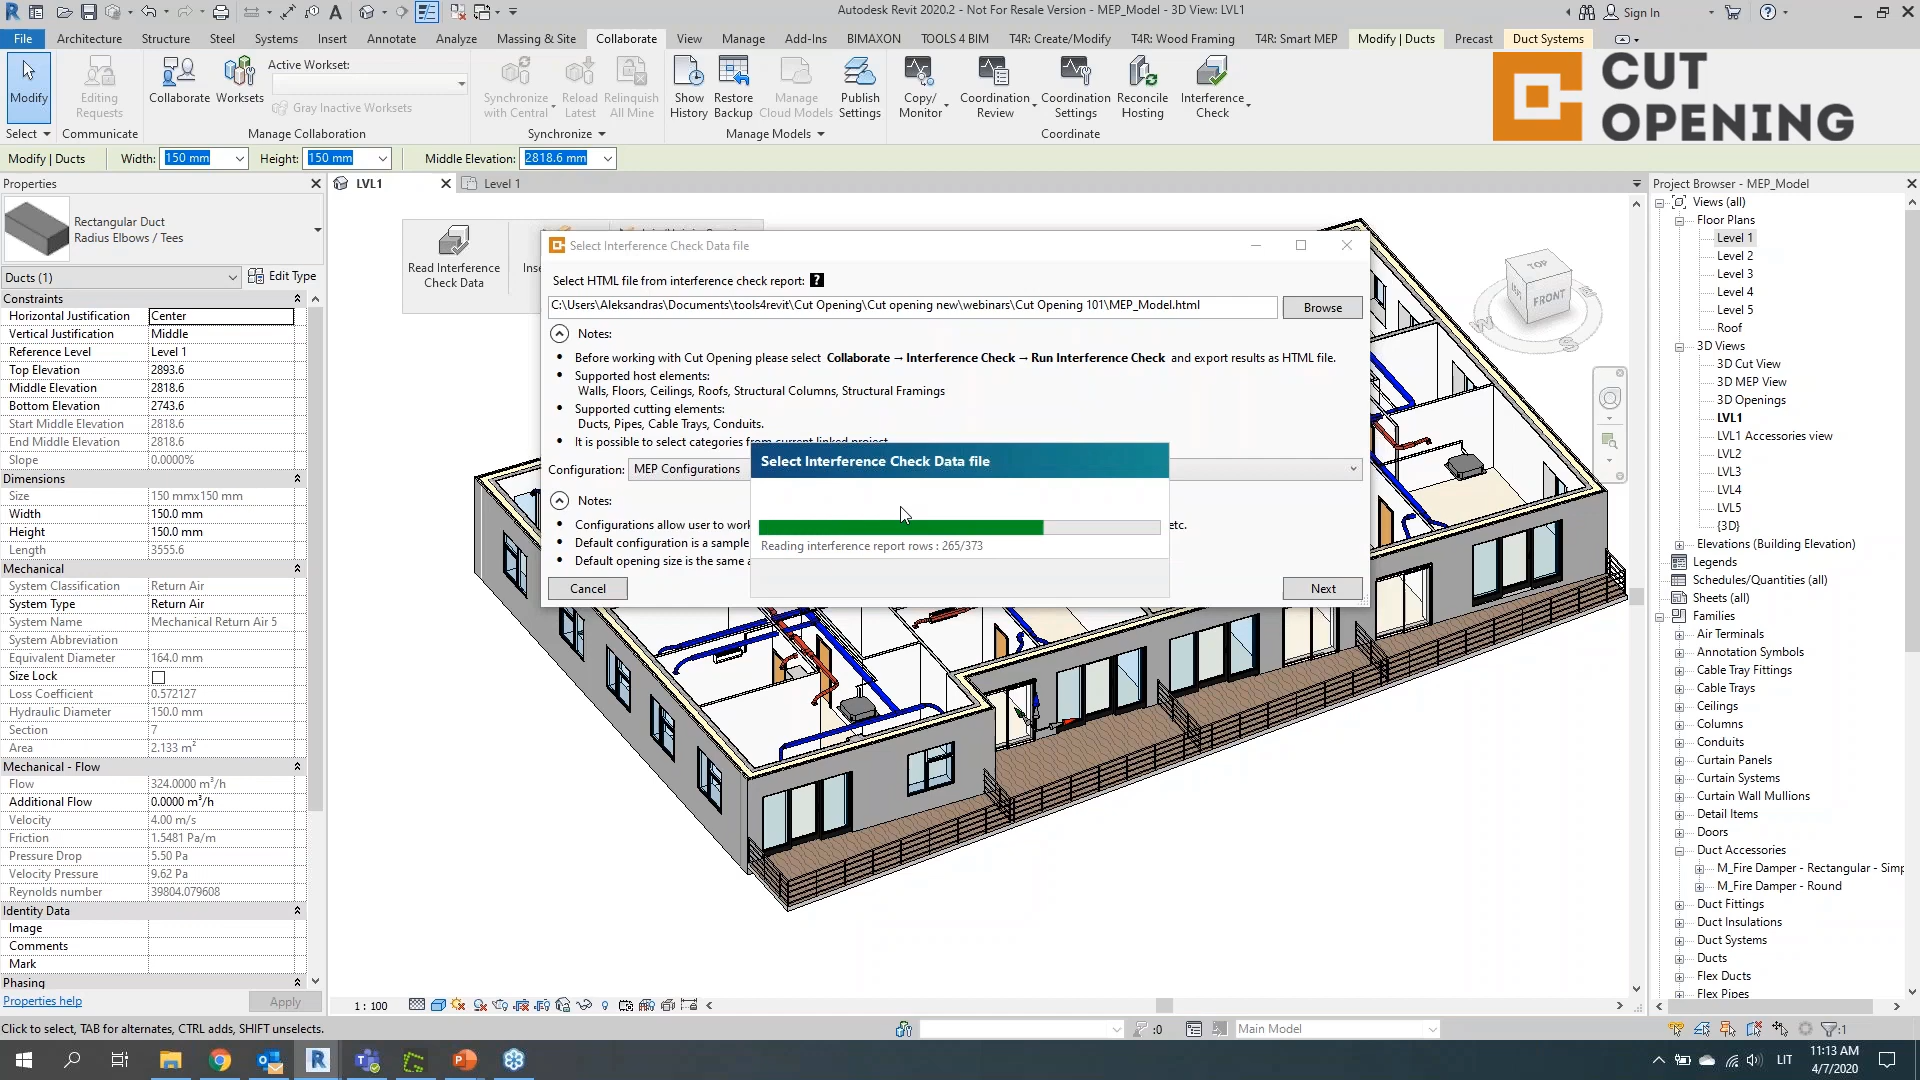 Autodesk Revit 2020.2 - Not For Resale Version - MEP_Model - 3D View: LVL1
Sign In
File
Architecture
Structure
Steel
Systems
Insert
Annotate
Analyze
Massing & Site
Collaborate
View
Manage
Add-Ins
BIMAXON
TOOLS 4 BIM
T4R: Create/Modify
T4R: Wood Framing
T4R: Smart MEP
Modify | Ducts
Precast
Duct Systems
Modify
Editing Requests
Collaborate
Worksets
Active Workset:
Gray Inactive Worksets
Synchronize with Central
Reload Latest
Relinquish All Mine
Show History
Restore Backup
Manage Cloud Models
Publish Settings
Copy/ Monitor
Coordination Review
Coordination Settings
Reconcile Hosting
Interference Check
CUT OPENING
Select
Communicate
Manage Collaboration
Synchronize
Manage Models
Coordinate
Modify | Ducts
Width: 150 mm
Height: 150 mm
Middle Elevation: 2818.6 mm
Properties
Rectangular Duct
Radius Elbows / Tees
Ducts (1)
Edit Type
Constraints
Horizontal Justification Center
Vertical Justification Middle
Reference Level Level 1
Top Elevation 2893.6
Middle Elevation 2818.6
Bottom Elevation 2743.6
Start Middle Elevation 2818.6
End Middle Elevation 2818.6
Slope 0.0000%
Dimensions
Size 150 mmx150 mm
Width 150.0 mm
Height 150.0 mm
Length 3555.6
Mechanical
System Classification Return Air
System Type Return Air
System Name Mechanical Return Air 5
System Abbreviation
Equivalent Diameter 164.0 mm
Size Lock
Loss Coefficient 0.572127
Hydraulic Diameter 150.0 mm
Section 7
Area 2.133 m²
Mechanical - Flow
Flow 324.0000 m³/h
Additional Flow 0.0000 m³/h
Velocity 4.00 m/s
Friction 1.5481 Pa/m
Pressure Drop 5.50 Pa
Velocity Pressure 9.62 Pa
Reynolds number 39804.079608
Identity Data
Image
Comments
Mark
Phasing
Properties help
Apply
LVL1
Level 1
Read Interference Check Data
Select Interference Check Data file
Select HTML file from interference check report: ?
C:\Users\Aleksandras\Documents\tools4revit\Cut Opening\Cut opening new\webinars\Cut Opening 101\MEP_Model.html
Browse
Notes:
• Before working with Cut Opening please select Collaborate → Interference Check → Run Interference Check and export results as HTML file.
• Supported host elements:
Walls, Floors, Ceilings, Roofs, Structural Columns, Structural Framings
• Supported cutting elements:
Ducts, Pipes, Cable Trays, Conduits.
• It is possible to select categories from current linked project
Configuration: MEP Configurations
Notes:
• Configurations allow user to work etc.
• Default configuration is a sample
• Default opening size is the same a
Cancel
Next
Select Interference Check Data file
Reading interference report rows : 265/373
TOP
FRONT
Project Browser - MEP_Model
Views (all)
Floor Plans
Level 1
Level 2
Level 3
Level 4
Level 5
Roof
3D Views
3D Cut View
3D MEP View
3D Openings
LVL1
LVL1 Accessories view
LVL2
LVL3
LVL4
LVL5
{3D}
Elevations (Building Elevation)
Legends
Schedules/Quantities (all)
Sheets (all)
Families
Air Terminals
Annotation Symbols
Cable Tray Fittings
Cable Trays
Ceilings
Columns
Conduits
Curtain Panels
Curtain Systems
Curtain Wall Mullions
Detail Items
Doors
Duct Accessories
M_Fire Damper - Rectangular - Simp
M_Fire Damper - Round
Duct Fittings
Duct Insulations
Duct Systems
Ducts
Flex Ducts
Flex Pipes
1 : 100
Click to select, TAB for alternates, CTRL adds, SHIFT unselects.
:0
Main Model
:1
LIT
11:13 AM
4/7/2020